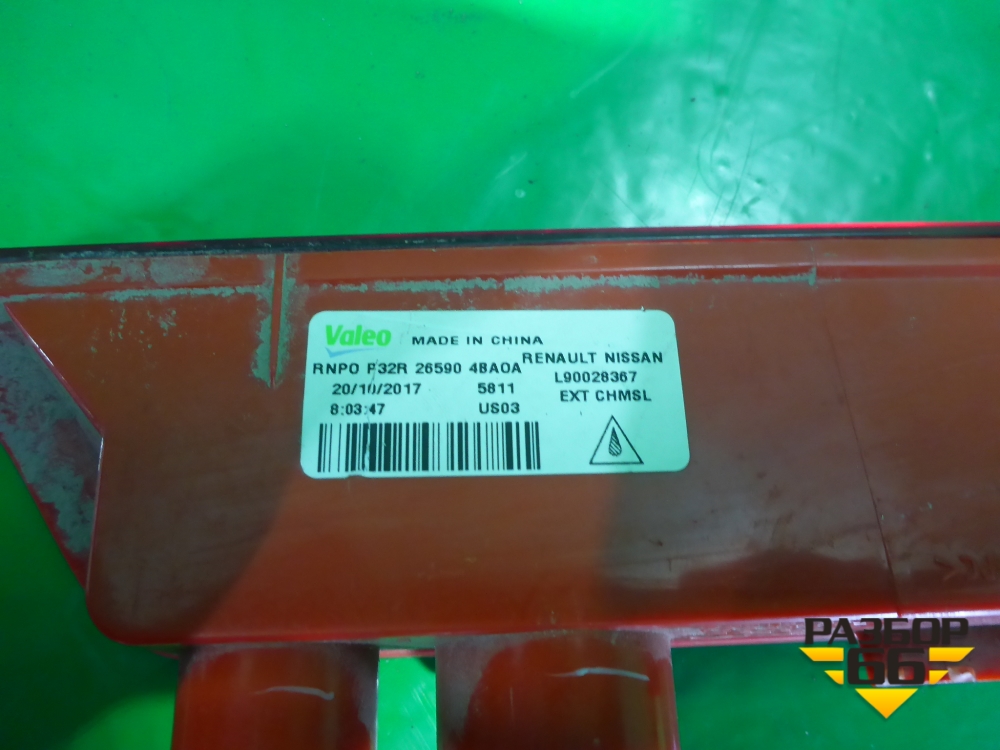 Valeo MADE IN CHINA
RENAULT NISSAN
RNPO P32R 26590 4BA0A
L90028367
20/10/2017 5811
EXT CHMSL
8:03:47 US03
РАЗБОР
66